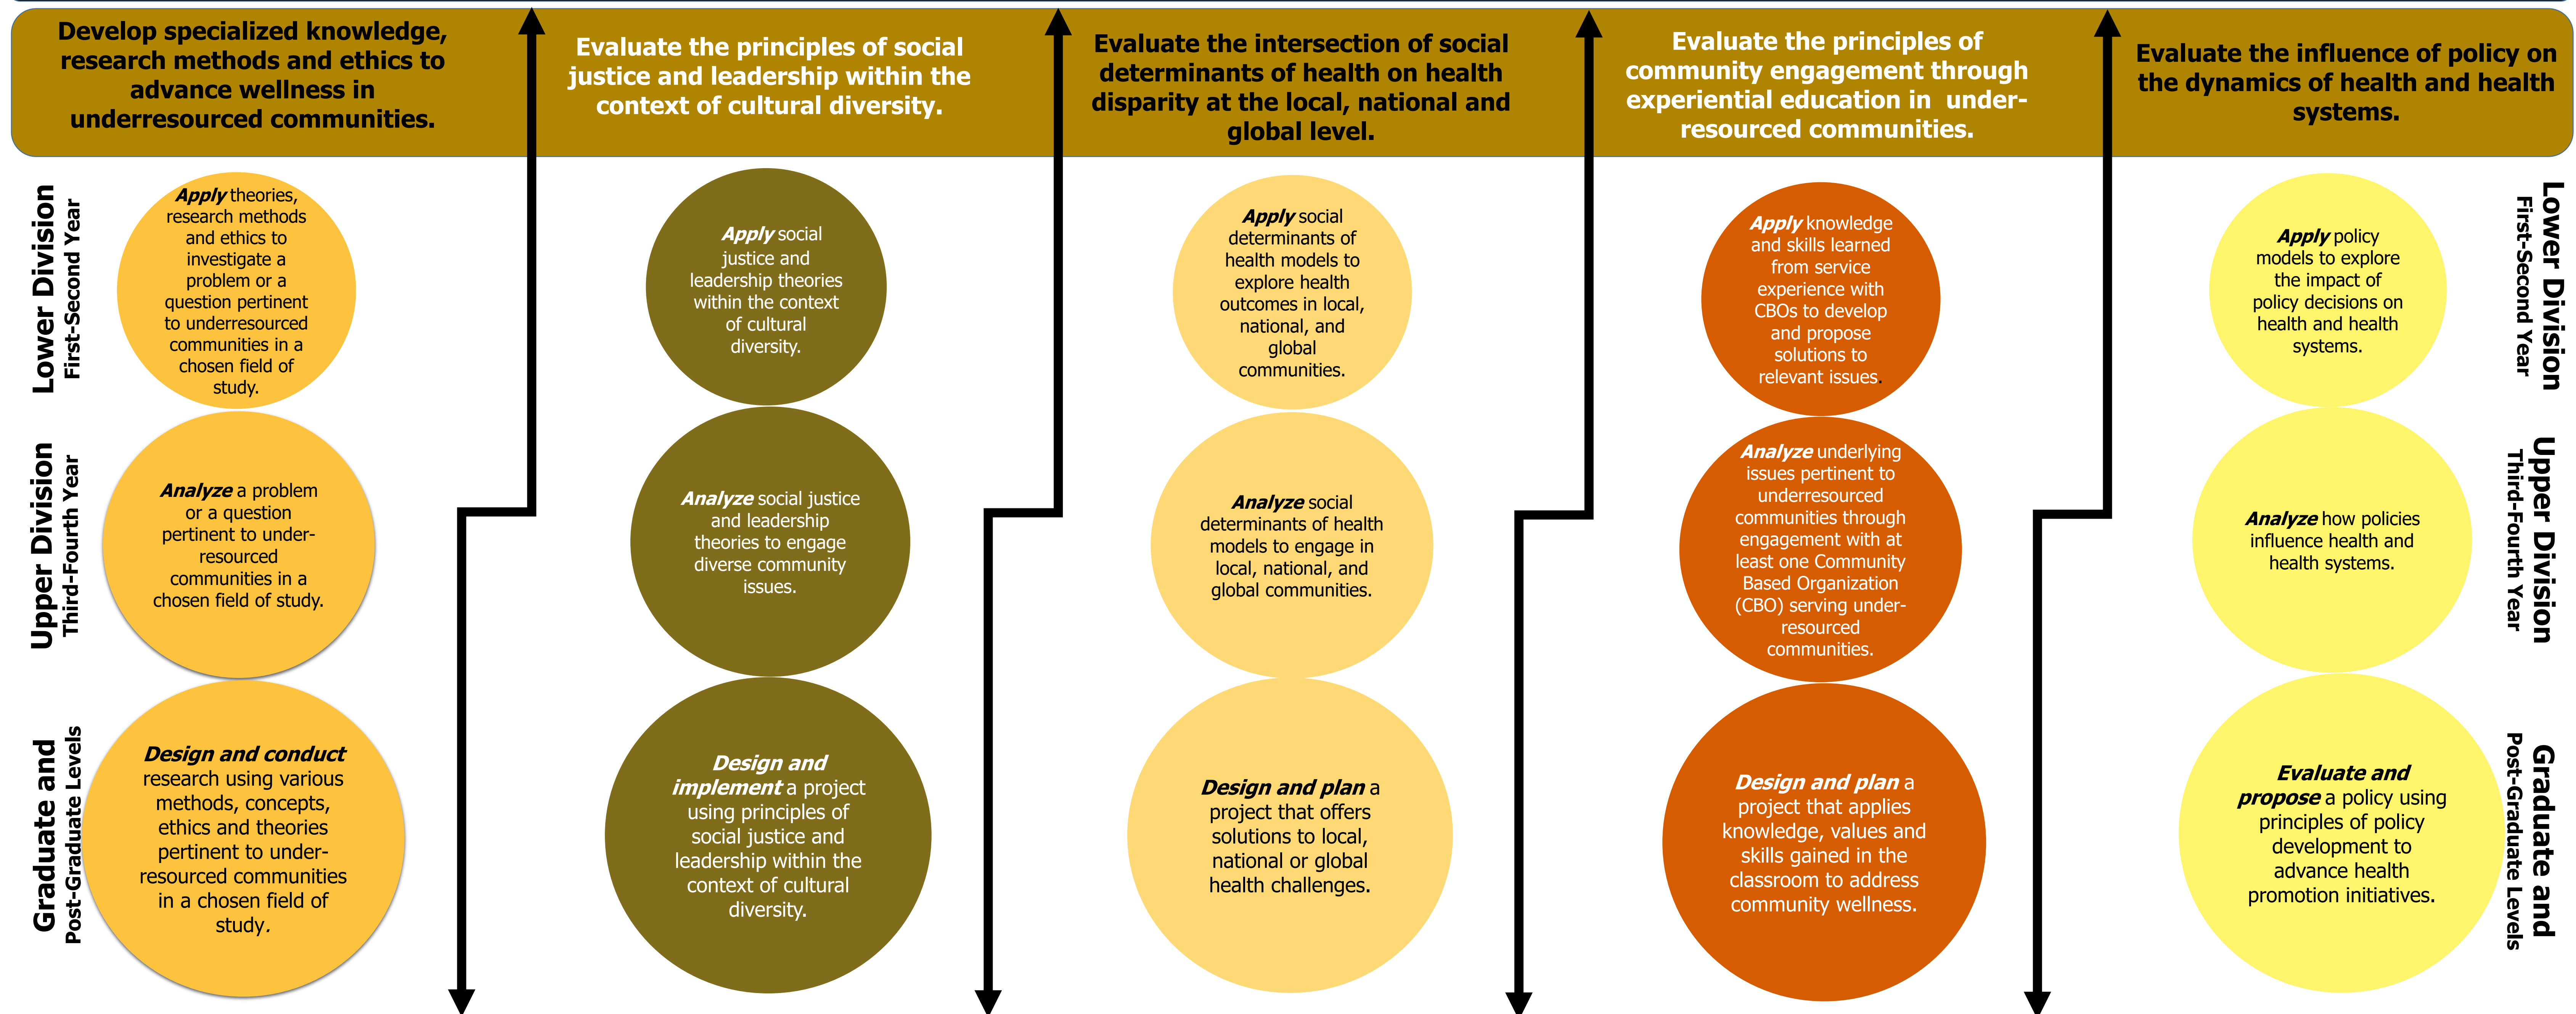 Develop specialized knowledge,
research methods and ethics to
advance wellness in
underresourced communities.
Evaluate the principles of social
justice and leadership within the
context of cultural diversity.
Evaluate the intersection of social
determinants of health on health
disparity at the local, national and
global level.
Evaluate the principles of
community engagement through
experiential education in under-
resourced communities.
Evaluate the influence of policy on
the dynamics of health and health
systems.
Lower Division
First-Second Year
Apply theories,
research methods
and ethics to
investigate a
problem or a
question pertinent
to underresourced
communities in a
chosen field of
study.
Apply social
justice and
leadership theories
within the context
of cultural
diversity.
Apply social
determinants of
health models to
explore health
outcomes in local,
national, and
global
communities.
Apply knowledge
and skills learned
from service
experience with
CBOs to develop
and propose
solutions to
relevant issues.
Apply policy
models to explore
the impact of
policy decisions on
health and health
systems.
Lower Division
First-Second Year
Upper Division
Third-Fourth Year
Analyze a problem
or a question
pertinent to under-
resourced
communities in a
chosen field of study.
Analyze social justice
and leadership
theories to engage
diverse community
issues.
Analyze social
determinants of health
models to engage in
local, national, and
global communities.
Analyze underlying
issues pertinent to
underresourced
communities through
engagement with at
least one Community
Based Organization
(CBO) serving under-
resourced
communities.
Analyze how policies
influence health and
health systems.
Upper Division
Third-Fourth Year
Graduate and
Post-Graduate Levels
Design and conduct
research using various
methods, concepts,
ethics and theories
pertinent to under-
resourced communities
in a chosen field of
study.
Design and
implement a project
using principles of
social justice and
leadership within the
context of cultural
diversity.
Design and plan a
project that offers
solutions to local,
national or global
health challenges.
Design and plan a
project that applies
knowledge, values and
skills gained in the
classroom to address
community wellness.
Evaluate and
propose a policy using
principles of policy
development to
advance health
promotion initiatives.
Graduate and
Post-Graduate Levels